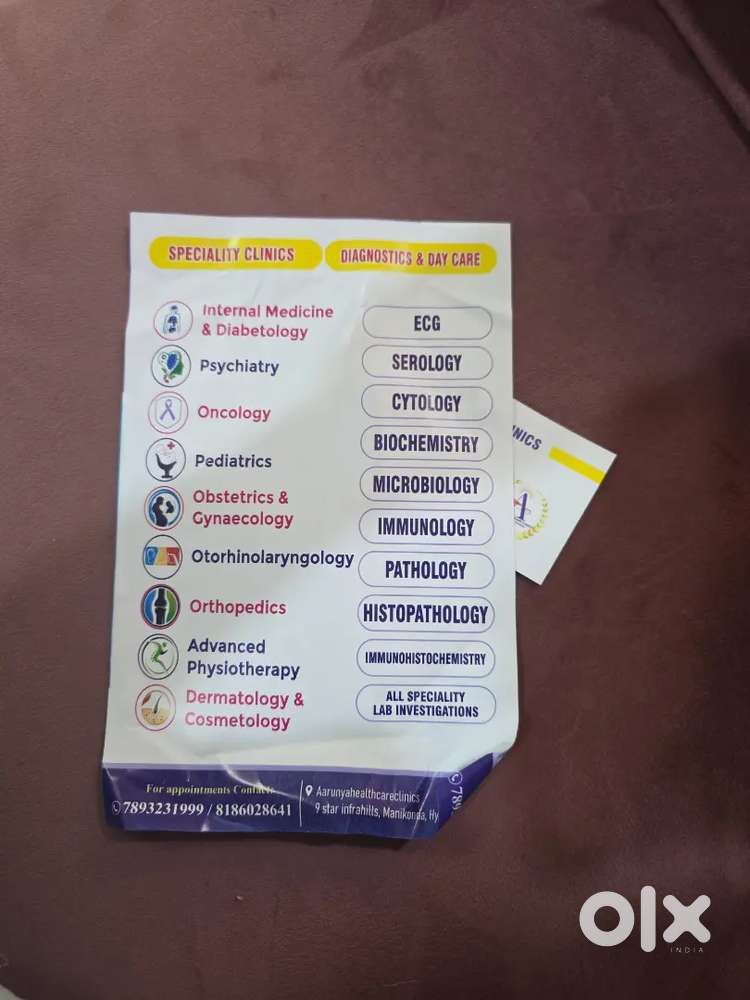 SPECIALITY CLINICS
Internal Medicine
& Diabetology
Psychiatry
Oncology
Pediatrics
Obstetrics &
Gynaecology
Otorhinolaryngology
Orthopedics
Advanced
Physiotherapy
Dermatology &
Cosmetology
DIAGNOSTICS & DAY CARE
ECG
SEROLOGY
CYTOLOGY
BIOCHEMISTRY
MICROBIOLOGY
IMMUNOLOGY
PATHOLOGY
HISTOPATHOLOGY
IMMUNOHISTOCHEMISTRY
ALL SPECIALITY
LAB INVESTIGATIONS
For appointments Contact:
7893231999 / 8186028641
Aarunyahealthcareclinics
9 star infrahills, Manikonda, Hy
789
NICS
A
olx
INDIA